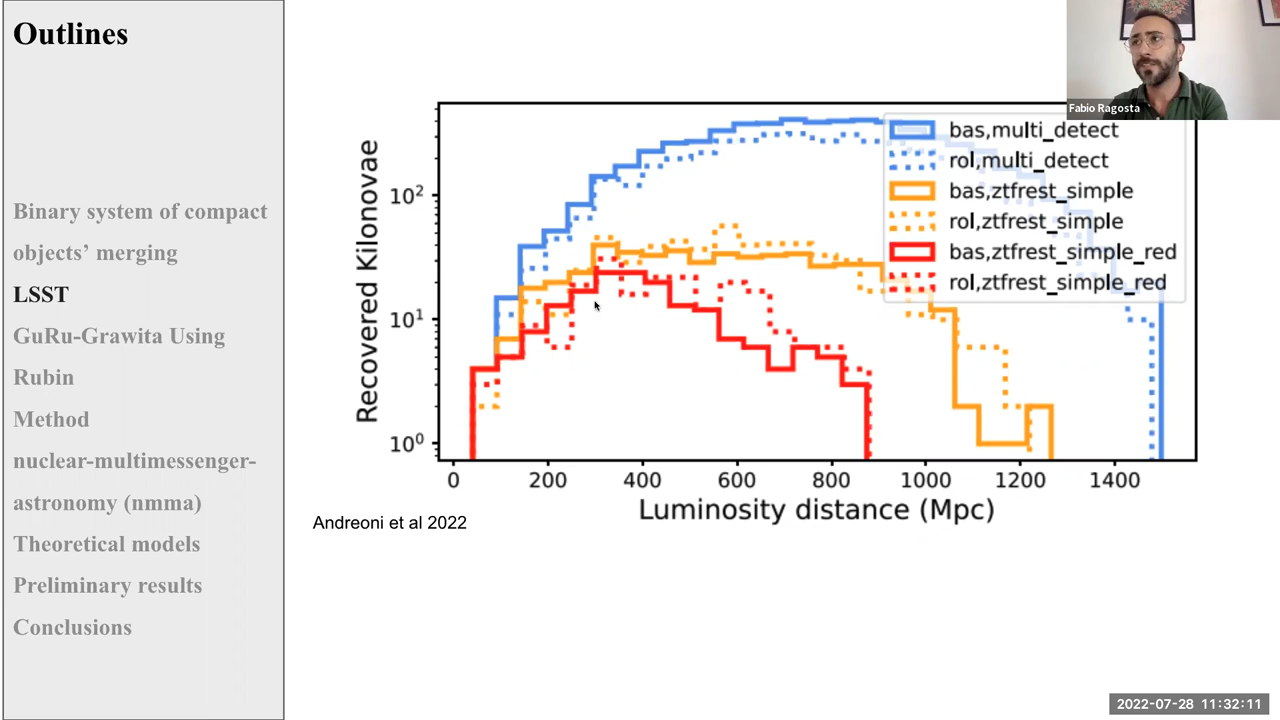 Outlines
Binary system of compact
objects’ merging
LSST
GuRu-Grawita Using
Rubin
Method
nuclear-multimessenger-
astronomy (nmma)
Theoretical models
Preliminary results
Conclusions
Recovered Kilonovae
10²
10¹
10⁰
0 200 400 600 800 1000 1200 1400
Luminosity distance (Mpc)
bas,multi_detect
rol,multi_detect
bas,ztfrest_simple
rol,ztfrest_simple
bas,ztfrest_simple_red
rol,ztfrest_simple_red
Andreoni et al 2022
Fabio Ragosta
2022-07-28 11:32:11